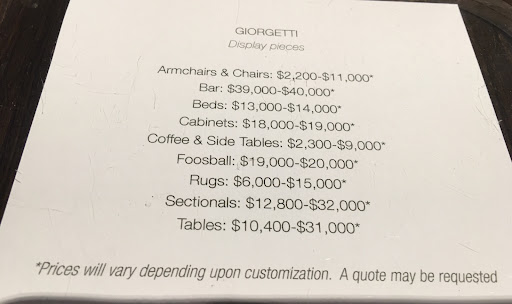 GIORGETTI
Display pieces
Armchairs & Chairs: $2,200-$11,000*
Bar: $39,000-$40,000*
Beds: $13,000-$14,000*
Cabinets: $18,000-$19,000*
Coffee & Side Tables: $2,300-$9,000*
Foosball: $19,000-$20,000*
Rugs: $6,000-$15,000*
Sectionals: $12,800-$32,000*
Tables: $10,400-$31,000*
*Prices will vary depending upon customization. A quote may be requested